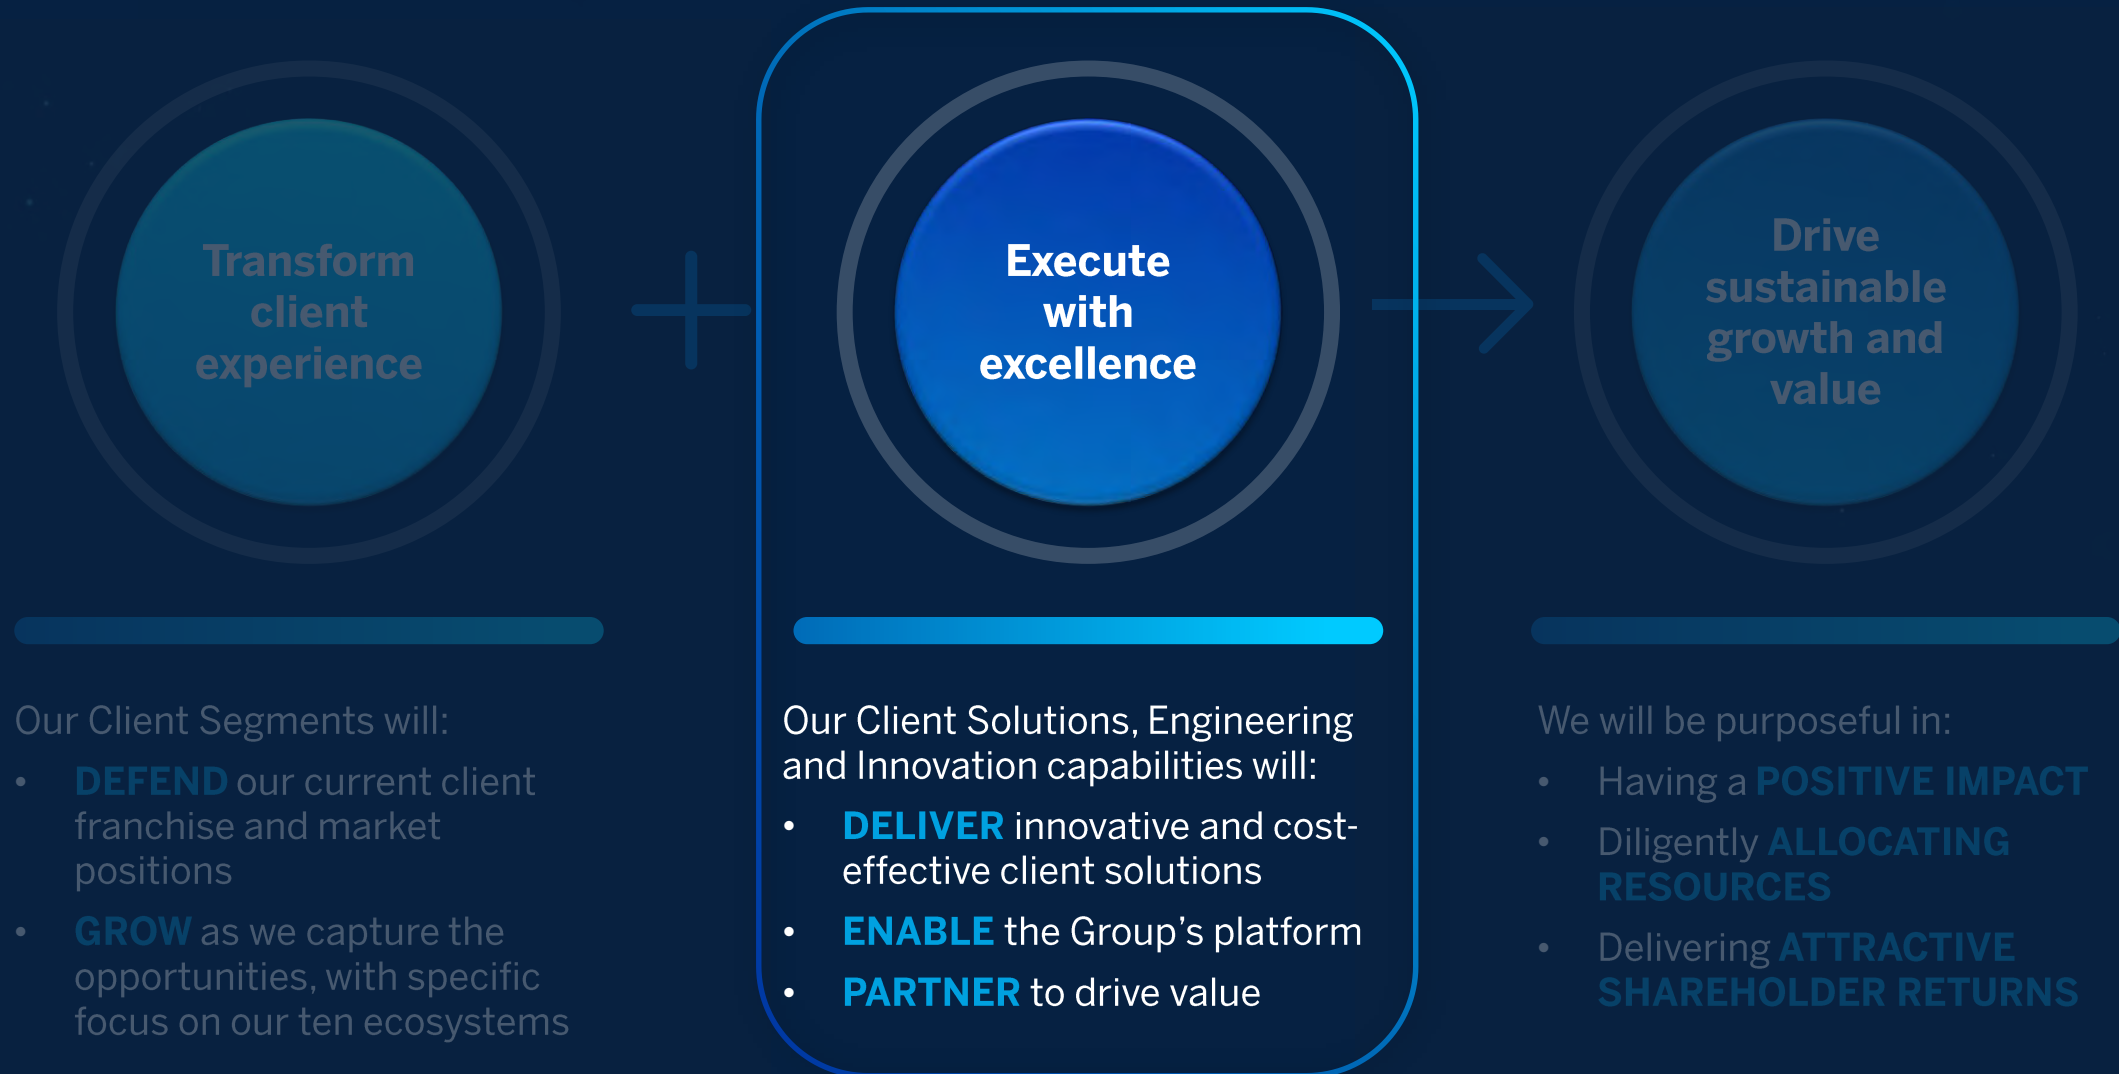 Transform
client
experience
Our Client Segments will:
• DEFEND our current client
franchise and market
positions
• GROW as we capture the
opportunities, with specific
focus on our ten ecosystems
Execute
with
excellence
Our Client Solutions, Engineering
and Innovation capabilities will:
• DELIVER innovative and cost-
effective client solutions
• ENABLE the Group’s platform
• PARTNER to drive value
Drive
sustainable
growth and
value
We will be purposeful in:
• Having a POSITIVE IMPACT
• Diligently ALLOCATING
RESOURCES
• Delivering ATTRACTIVE
SHAREHOLDER RETURNS